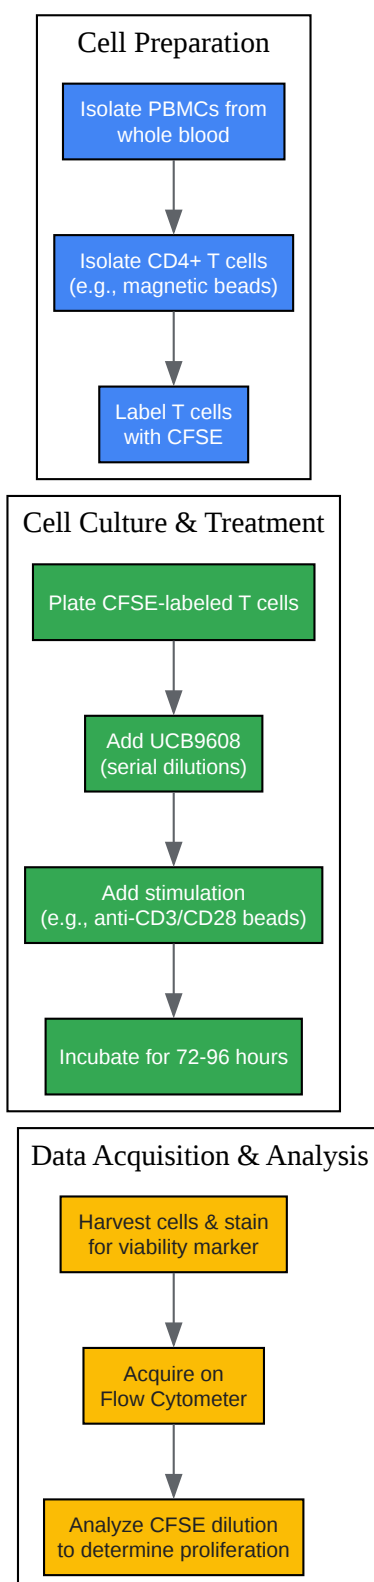 Cell Preparation
Isolate PBMCs from
whole blood
Isolate CD4+ T cells
(e.g., magnetic beads)
Label T cells
with CFSE
Cell Culture & Treatment
Plate CFSE-labeled T cells
Add UCB9608
(serial dilutions)
Add stimulation
(e.g., anti-CD3/CD28 beads)
Incubate for 72-96 hours
Data Acquisition & Analysis
Harvest cells & stain
for viability marker
Acquire on
Flow Cytometer
Analyze CFSE dilution
to determine proliferation